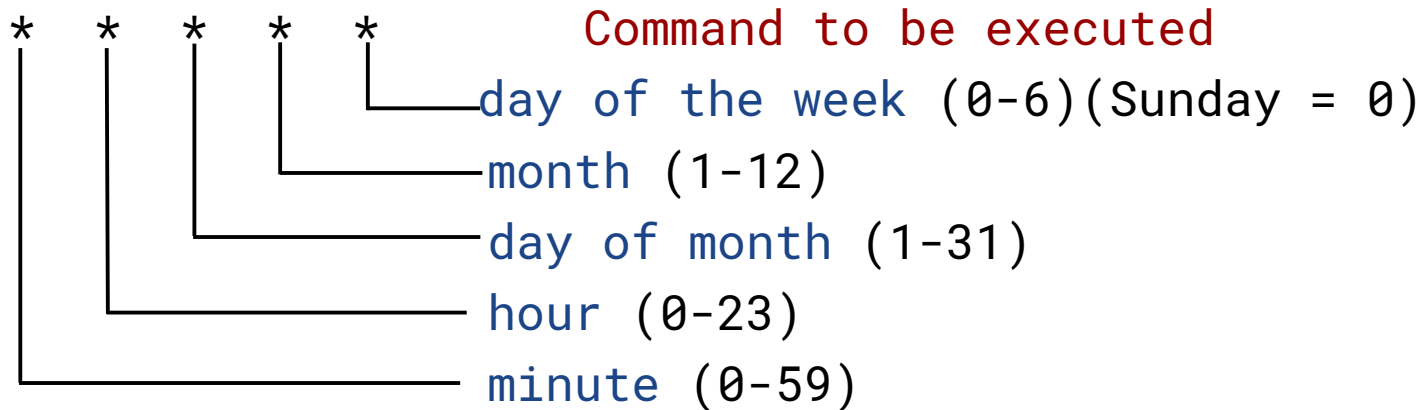 * * * * * Command to be executed
day of the week (0-6)(Sunday = 0)
month (1-12)
day of month (1-31)
hour (0-23)
minute (0-59)